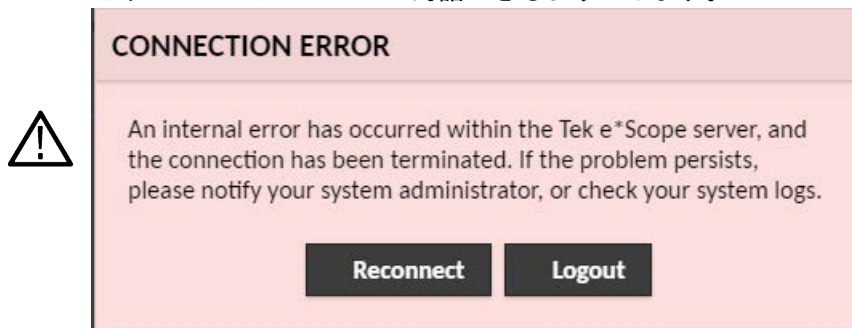 CONNECTION ERROR
An internal error has occurred within the Tek e*Scope server, and
the connection has been terminated. If the problem persists,
please notify your system administrator, or check your system logs.
Reconnect Logout